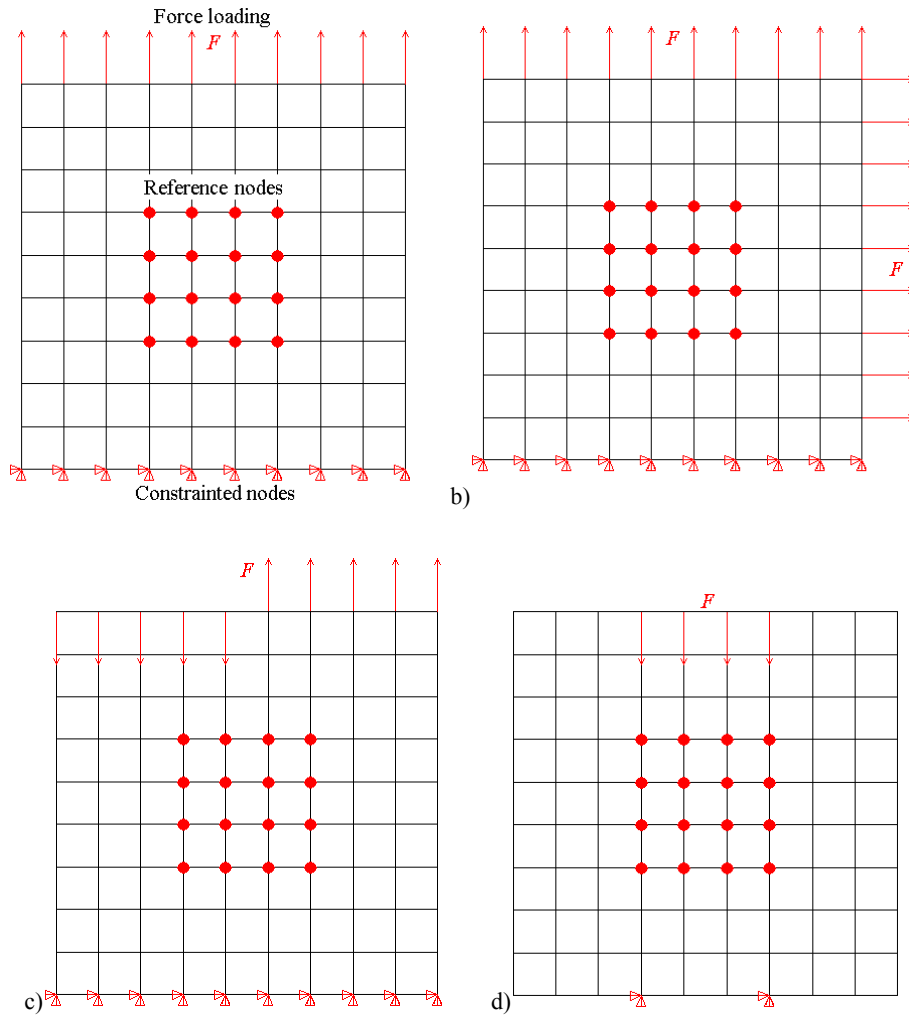 Force loading
F
F
Reference nodes
F
Constrainted nodes
b)
F
F
c)
d)